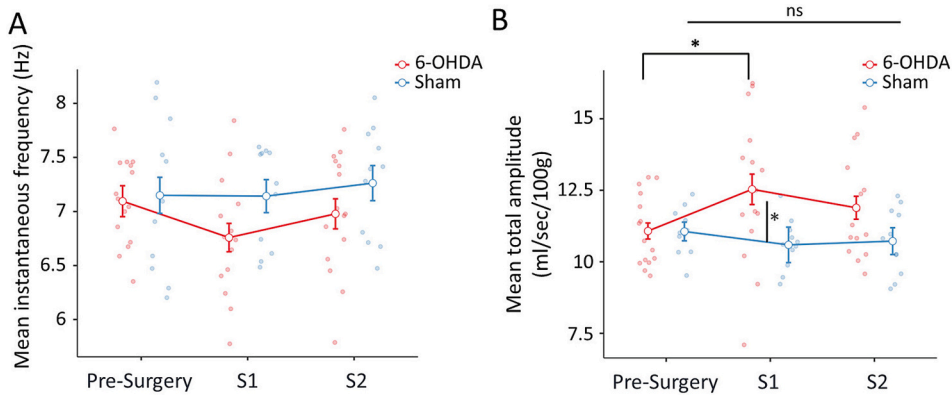 A
Mean instantaneous frequency (Hz)
6-OHDA
Sham
8
7.5
7
6.5
6
Pre-Surgery S1 S2
B
ns
*
6-OHDA
Sham
Mean total amplitude
(ml/sec/100g)
15
12.5
10
7.5
*
Pre-Surgery S1 S2